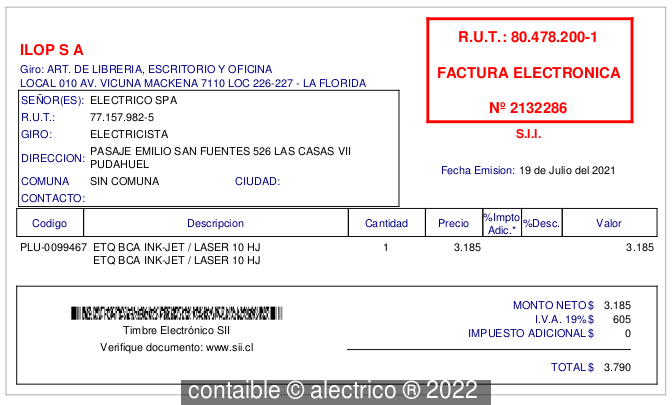 ILOP S A
Giro: ART. DE LIBRERIA, ESCRITORIO Y OFICINA
LOCAL 010 AV. VICUNA MACKENA 7110 LOC 226-227 - LA FLORIDA
R.U.T.: 80.478.200-1
FACTURA ELECTRONICA
Nº 2132286
S.I.I.
SEÑOR(ES): ELECTRICO SPA
R.U.T.: 77.157.982-5
GIRO: ELECTRICISTA
DIRECCION: PASAJE EMILIO SAN FUENTES 526 LAS CASAS VII
PUDAHUEL
COMUNA SIN COMUNA CIUDAD:
CONTACTO:
Fecha Emision: 19 de Julio del 2021
Codigo Descripcion Cantidad Precio %Impto Adic.* %Desc. Valor
PLU-0099467 ETQ BCA INK-JET / LASER 10 HJ 1 3.185 3.185
ETQ BCA INK-JET / LASER 10 HJ
Timbre Electrónico SII
Verifique documento: www.sii.cl
MONTO NETO $ 3.185
I.V.A. 19% $ 605
IMPUESTO ADICIONAL $ 0
TOTAL $ 3.790
contaible © alectrico ® 2022